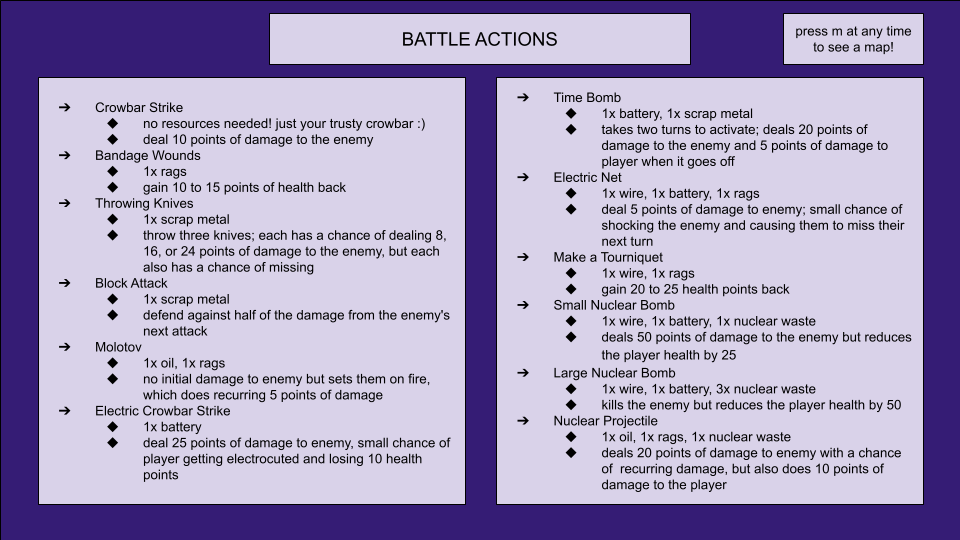 BATTLE ACTIONS
press m at any time
to see a map!
➔ Crowbar Strike
◆ no resources needed! just your trusty crowbar :)
◆ deal 10 points of damage to the enemy
➔ Bandage Wounds
◆ 1x rags
◆ gain 10 to 15 points of health back
➔ Throwing Knives
◆ 1x scrap metal
◆ throw three knives; each has a chance of dealing 8,
16, or 24 points of damage to the enemy, but each
also has a chance of missing
➔ Block Attack
◆ 1x scrap metal
◆ defend against half of the damage from the enemy's
next attack
➔ Molotov
◆ 1x oil, 1x rags
◆ no initial damage to enemy but sets them on fire,
which does recurring 5 points of damage
➔ Electric Crowbar Strike
◆ 1x battery
◆ deal 25 points of damage to enemy, small chance of
player getting electrocuted and losing 10 health
points
➔ Time Bomb
◆ 1x battery, 1x scrap metal
◆ takes two turns to activate; deals 20 points of
damage to the enemy and 5 points of damage to
player when it goes off
➔ Electric Net
◆ 1x wire, 1x battery, 1x rags
◆ deal 5 points of damage to enemy; small chance of
shocking the enemy and causing them to miss their
next turn
➔ Make a Tourniquet
◆ 1x wire, 1x rags
◆ gain 20 to 25 health points back
➔ Small Nuclear Bomb
◆ 1x wire, 1x battery, 1x nuclear waste
◆ deals 50 points of damage to the enemy but reduces
the player health by 25
➔ Large Nuclear Bomb
◆ 1x wire, 1x battery, 3x nuclear waste
◆ kills the enemy but reduces the player health by 50
➔ Nuclear Projectile
◆ 1x oil, 1x rags, 1x nuclear waste
◆ deals 20 points of damage to enemy with a chance
of recurring damage, but also does 10 points of
damage to the player